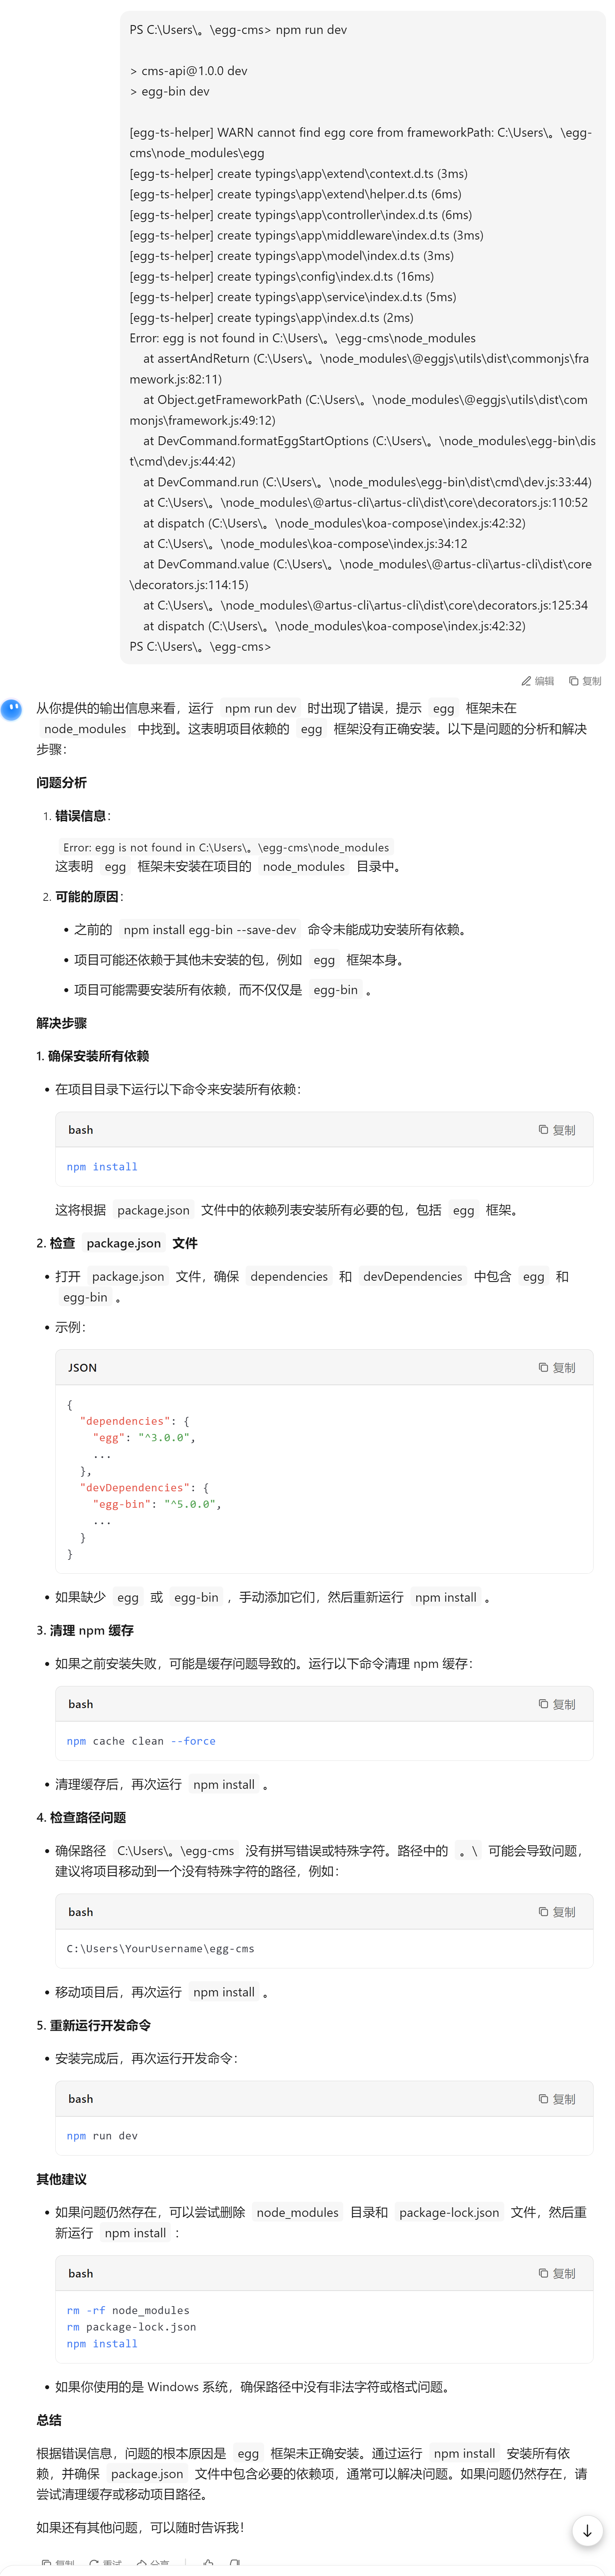 PS C:\Users\。\egg-cms> npm run dev
> cms-api@1.0.0 dev
> egg-bin dev
[egg-ts-helper] WARN cannot find egg core from frameworkPath: C:\Users\。\egg-
cms\node_modules\egg
[egg-ts-helper] create typings\app\extend\context.d.ts (3ms)
[egg-ts-helper] create typings\app\extend\helper.d.ts (6ms)
[egg-ts-helper] create typings\app\controller\index.d.ts (6ms)
[egg-ts-helper] create typings\app\middleware\index.d.ts (3ms)
[egg-ts-helper] create typings\app\model\index.d.ts (3ms)
[egg-ts-helper] create typings\config\index.d.ts (16ms)
[egg-ts-helper] create typings\app\service\index.d.ts (5ms)
[egg-ts-helper] create typings\app\index.d.ts (2ms)
Error: egg is not found in C:\Users\。\egg-cms\node_modules
at assertAndReturn (C:\Users\。\node_modules\@eggjs\utils\dist\commonjs\fra
mework.js:82:11)
at Object.getFrameworkPath (C:\Users\。\node_modules\@eggjs\utils\dist\com
monjs\framework.js:49:12)
at DevCommand.formatEggStartOptions (C:\Users\。\node_modules\egg-bin\dis
t\cmd\dev.js:44:42)
at DevCommand.run (C:\Users\。\node_modules\egg-bin\dist\cmd\dev.js:33:44)
at C:\Users\。\node_modules\@artus-cli\artus-cli\dist\core\decorators.js:110:52
at dispatch (C:\Users\。\node_modules\koa-compose\index.js:42:32)
at C:\Users\。\node_modules\koa-compose\index.js:34:12
at DevCommand.value (C:\Users\。\node_modules\@artus-cli\artus-cli\dist\core
\decorators.js:114:15)
at C:\Users\。\node_modules\@artus-cli\artus-cli\dist\core\decorators.js:125:34
at dispatch (C:\Users\。\node_modules\koa-compose\index.js:42:32)
PS C:\Users\。\egg-cms>
编辑 复制
从你提供的输出信息来看，运行 npm run dev 时出现了错误，提示 egg 框架未在
node_modules 中找到。这表明项目依赖的 egg 框架没有正确安装。以下是问题的分析和解决
步骤：
问题分析
1. 错误信息：
Error: egg is not found in C:\Users\。\egg-cms\node_modules
这表明 egg 框架未安装在项目的 node_modules 目录中。
2. 可能的原因：
• 之前的 npm install egg-bin --save-dev 命令未能成功安装所有依赖。
• 项目可能还依赖于其他未安装的包，例如 egg 框架本身。
• 项目可能需要安装所有依赖，而不仅仅是 egg-bin 。
解决步骤
1. 确保安装所有依赖
• 在项目目录下运行以下命令来安装所有依赖：
bash 复制
npm install
这将根据 package.json 文件中的依赖列表安装所有必要的包，包括 egg 框架。
2. 检查 package.json 文件
• 打开 package.json 文件，确保 dependencies 和 devDependencies 中包含 egg 和
egg-bin 。
• 示例：
JSON 复制
{
"dependencies": {
"egg": "^3.0.0",
...
},
"devDependencies": {
"egg-bin": "^5.0.0",
...
}
}
• 如果缺少 egg 或 egg-bin ，手动添加它们，然后重新运行 npm install 。
3. 清理 npm 缓存
• 如果之前安装失败，可能是缓存问题导致的。运行以下命令清理 npm 缓存：
bash 复制
npm cache clean --force
• 清理缓存后，再次运行 npm install 。
4. 检查路径问题
• 确保路径 C:\Users\。\egg-cms 没有拼写错误或特殊字符。路径中的 。\ 可能会导致问题，
建议将项目移动到一个没有特殊字符的路径，例如：
bash 复制
C:\Users\YourUsername\egg-cms
• 移动项目后，再次运行 npm install 。
5. 重新运行开发命令
• 安装完成后，再次运行开发命令：
bash 复制
npm run dev
其他建议
• 如果问题仍然存在，可以尝试删除 node_modules 目录和 package-lock.json 文件，然后重
新运行 npm install ：
bash 复制
rm -rf node_modules
rm package-lock.json
npm install
• 如果你使用的是 Windows 系统，确保路径中没有非法字符或格式问题。
总结
根据错误信息，问题的根本原因是 egg 框架未正确安装。通过运行 npm install 安装所有依
赖，并确保 package.json 文件中包含必要的依赖项，通常可以解决问题。如果问题仍然存在，请
尝试清理缓存或移动项目路径。
如果还有其他问题，可以随时告诉我！
复制 重试 分享